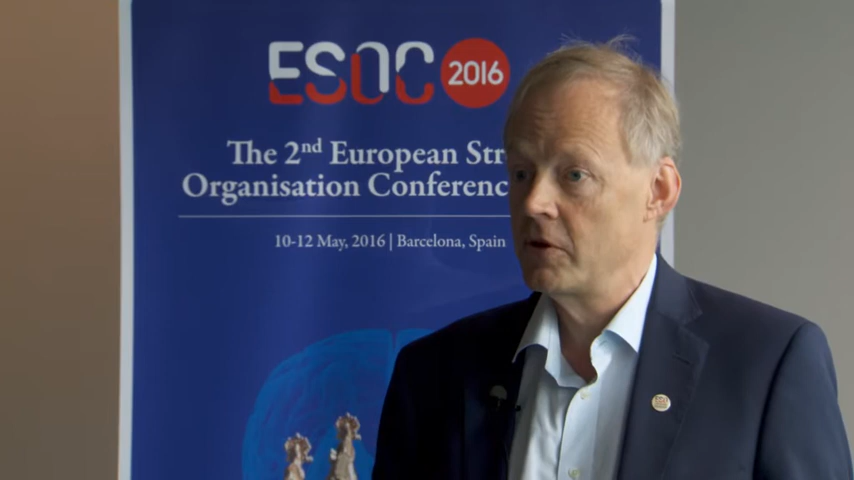 ESOC 2016
The 2nd European Str
Organisation Conferenc
10-12 May, 2016 | Barcelona, Spain